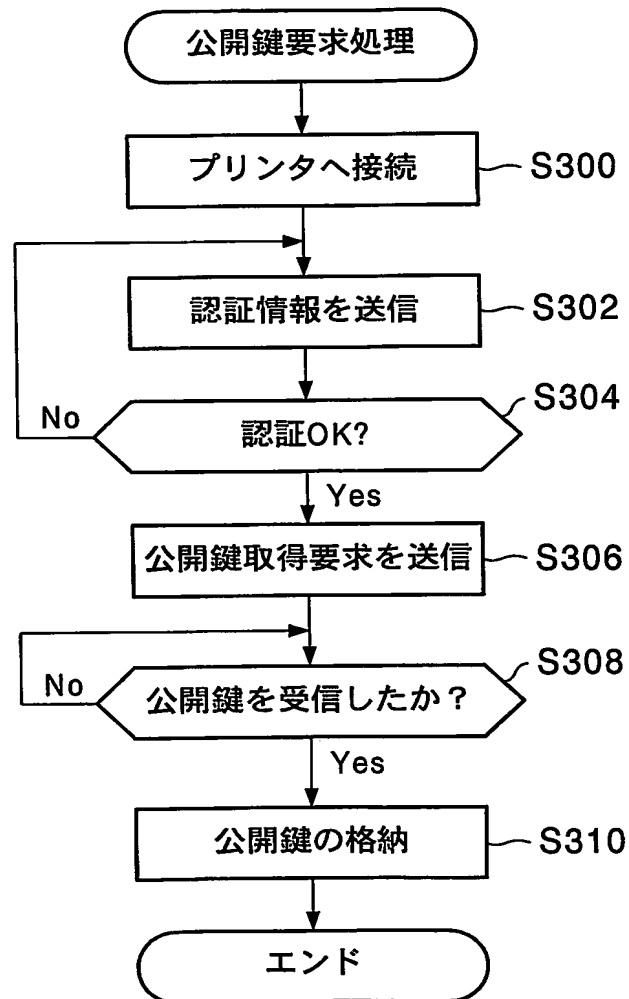 公開鍵要求処理
プリンタへ接続
S300
認証情報を送信
S302
S304
No
認証OK?
Yes
公開鍵取得要求を送信
S306
S308
No
公開鍵を受信したか？
Yes
公開鍵の格納
S310
エンド